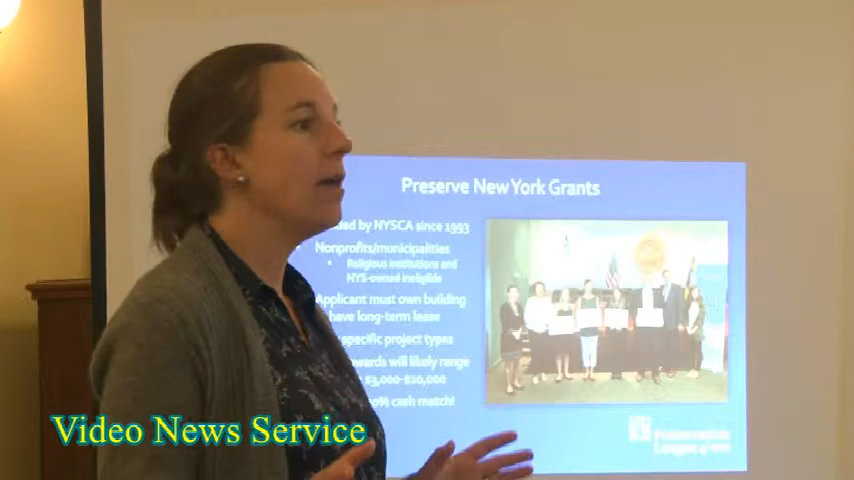 Preserve New York Grants
by NYSCA since 1993
Nonprofits/municipalities
Religious institutions and
NYS-owned ineligible
Applicant must own building
have long-term lease
specific project types
will likely range
$3,000-$10,000
cash match!
Preservation
League of NYS
Video News Service